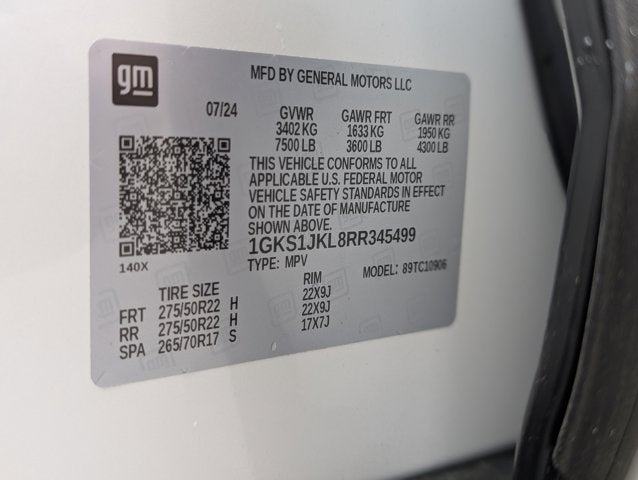 gm
MFD BY GENERAL MOTORS LLC
07/24 GVWR GAWR FRT GAWR RR
3402 KG 1633 KG 1950 KG
7500 LB 3600 LB 4300 LB
THIS VEHICLE CONFORMS TO ALL
APPLICABLE U.S. FEDERAL MOTOR
VEHICLE SAFETY STANDARDS IN EFFECT
ON THE DATE OF MANUFACTURE
SHOWN ABOVE.
1GKS1JKL8RR345499
140X TYPE: MPV MODEL: 89TC10906
TIRE SIZE RIM
FRT 275/50R22 H 22X9J
RR 275/50R22 H 22X9J
SPA 265/70R17 S 17X7J